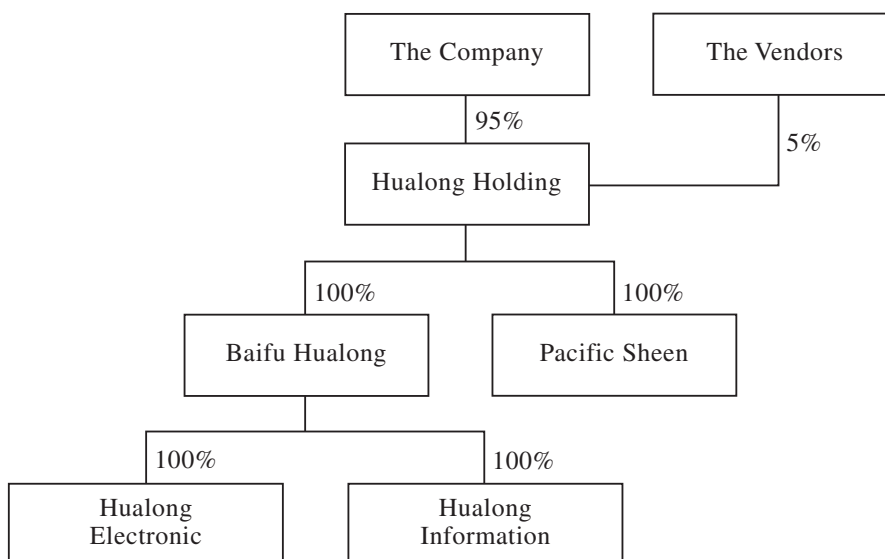 The Company
The Vendors
95%
5%
Hualong Holding
100%
100%
Baifu Hualong
Pacific Sheen
100%
100%
Hualong
Electronic
Hualong
Information